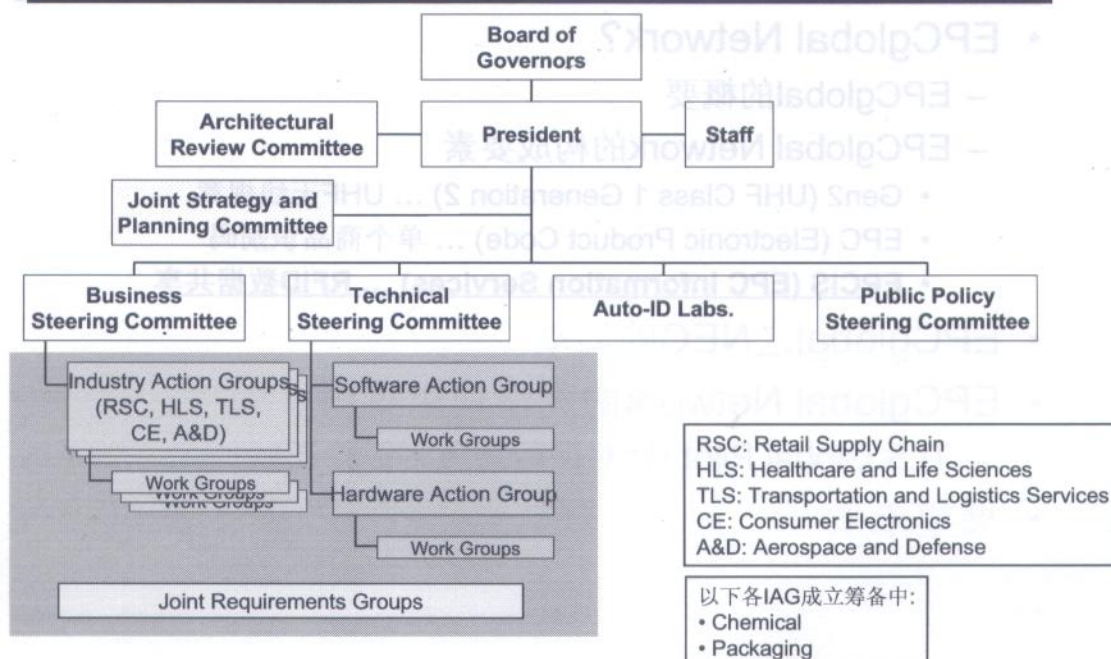 Board of
Governors
Architectural
Review Committee
President
Staff
Joint Strategy and
Planning Committee
Business
Steering Committee
Technical
Steering Committee
Auto-ID Labs.
Public Policy
Steering Committee
Industry Action Groups
(RSC, HLS, TLS,
CE, A&D)
Work Groups
Work Groups
Software Action Group
Work Groups
Hardware Action Group
Work Groups
Joint Requirements Groups
RSC: Retail Supply Chain
HLS: Healthcare and Life Sciences
TLS: Transportation and Logistics Services
CE: Consumer Electronics
A&D: Aerospace and Defense
以下各IAG成立筹备中:
• Chemical
• Packaging